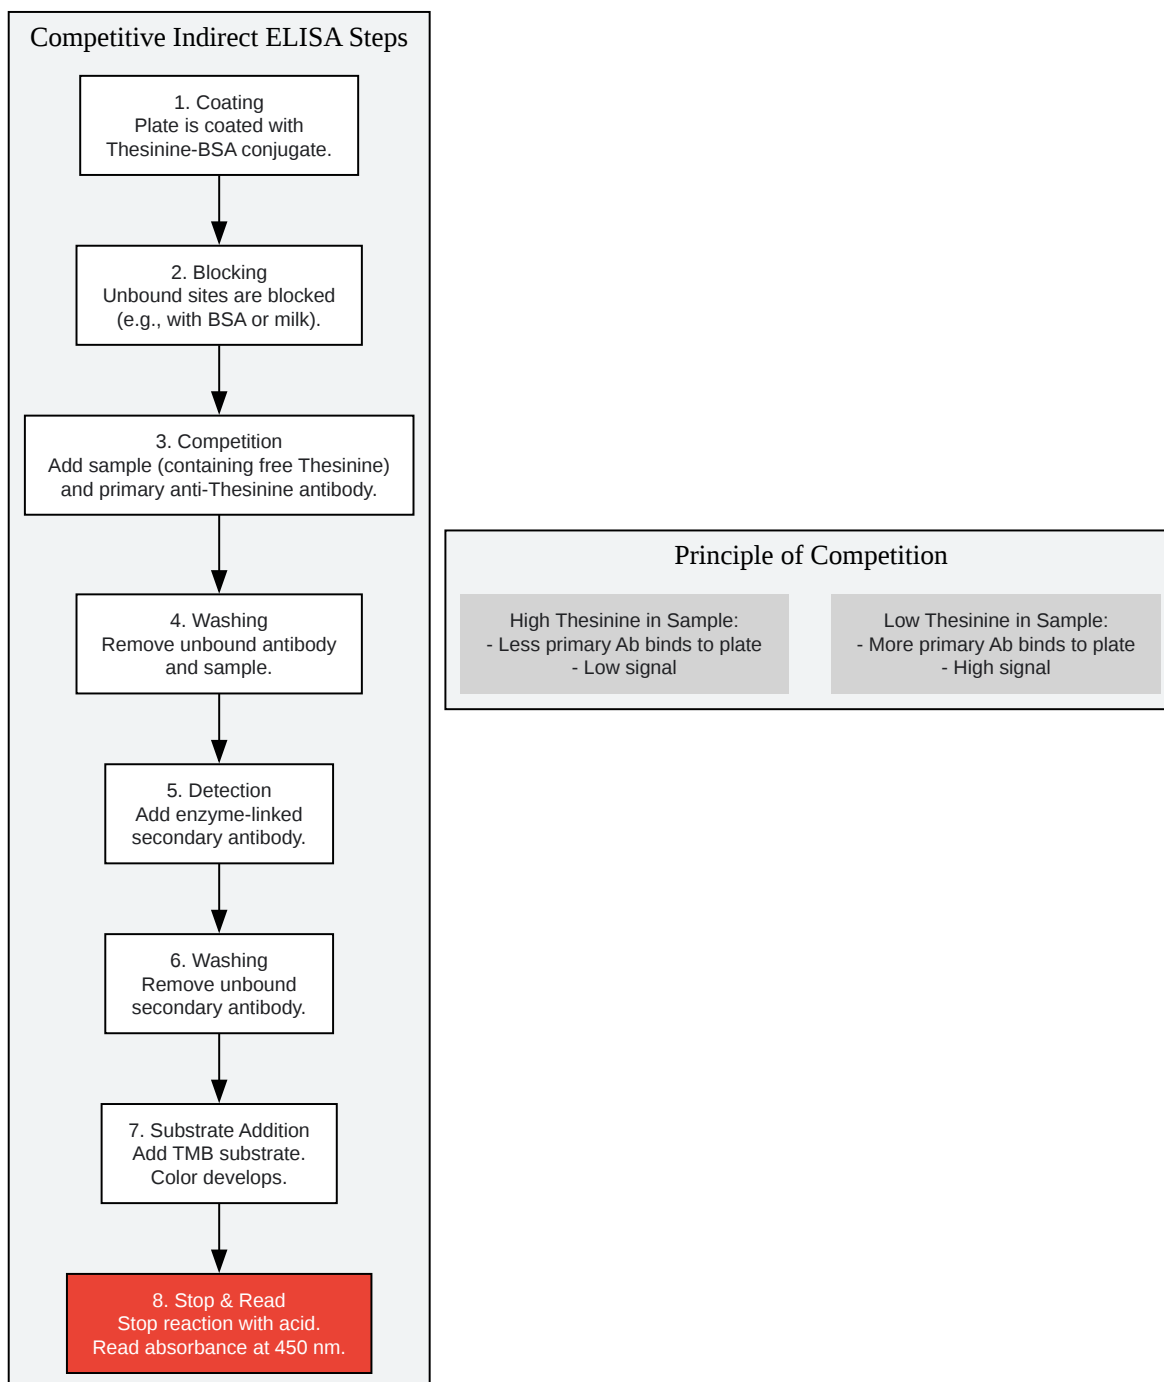 Competitive Indirect ELISA Steps
1. Coating
Plate is coated with
Thesinine-BSA conjugate.
2. Blocking
Unbound sites are blocked
(e.g., with BSA or milk).
3. Competition
Add sample (containing free Thesinine)
and primary anti-Thesinine antibody.
4. Washing
Remove unbound antibody
and sample.
5. Detection
Add enzyme-linked
secondary antibody.
6. Washing
Remove unbound
secondary antibody.
7. Substrate Addition
Add TMB substrate.
Color develops.
8. Stop & Read
Stop reaction with acid.
Read absorbance at 450 nm.
Principle of Competition
High Thesinine in Sample:
- Less primary Ab binds to plate
- Low signal
Low Thesinine in Sample:
- More primary Ab binds to plate
- High signal